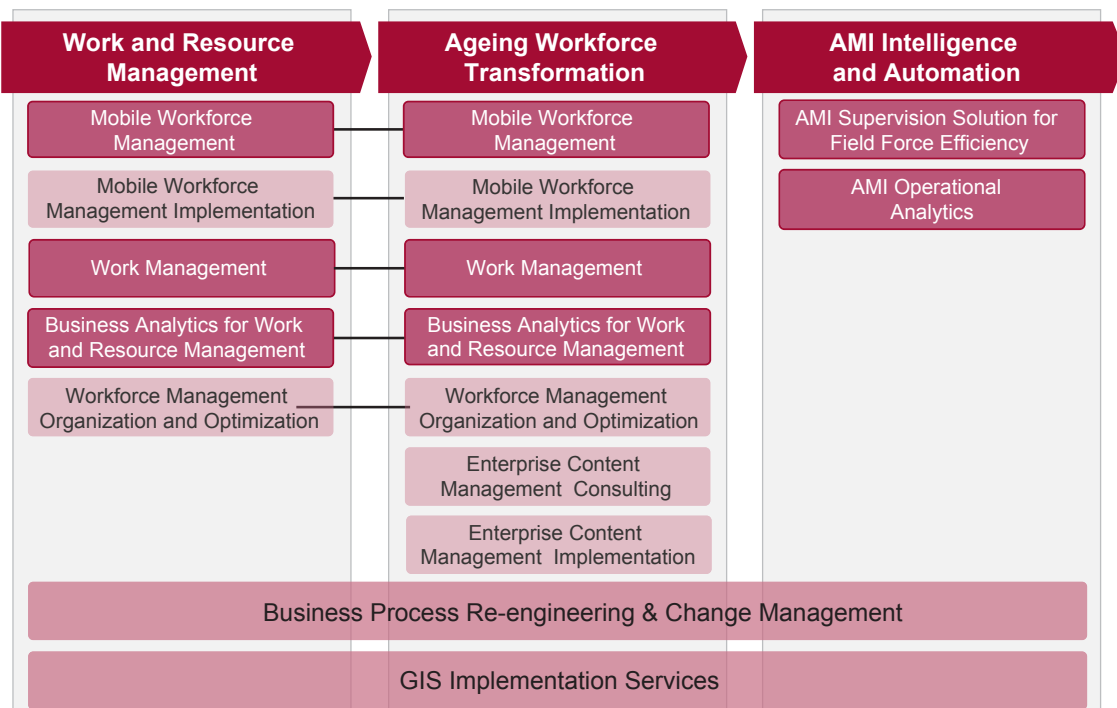 Work and Resource
Management
Ageing Workforce
Transformation
AMI Intelligence
and Automation
Mobile Workforce
Management
Mobile Workforce
Management Implementation
Work Management
Business Analytics for Work
and Resource Management
Workforce Management
Organization and Optimization
Mobile Workforce
Management
Mobile Workforce
Management Implementation
Work Management
Business Analytics for Work
and Resource Management
Workforce Management
Organization and Optimization
Enterprise Content
Management Consulting
Enterprise Content
Management Implementation
AMI Supervision Solution for
Field Force Efficiency
AMI Operational
Analytics
Business Process Re-engineering & Change Management
GIS Implementation Services